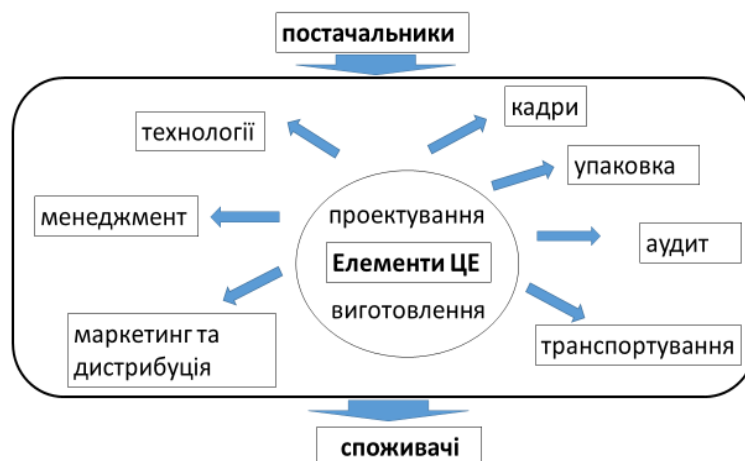 постачальники
кадри
технології
упаковка
менеджмент
проектування
аудит
Елементи ЦЕ
виготовлення
маркетинг та
дистрибуція
транспортування
споживачі